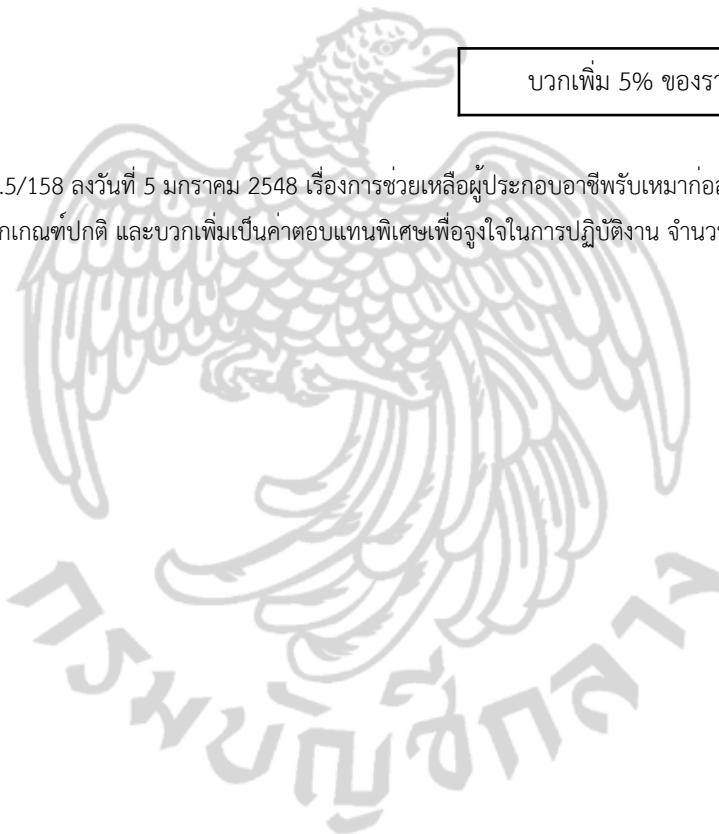 บวกเพิ่ม 5% ของรา
.5/158 ลงวันที่ 5 มกราคม 2548 เรื่องการช่วยเหลือผู้ประกอบอาชีพรับเหมาก่อส
กเกณฑ์ปกติ และบวกเพิ่มเป็นค่าตอบแทนพิเศษเพื่อจูงใจในการปฏิบัติงาน จำนวน
กรมบัญชีกลาง